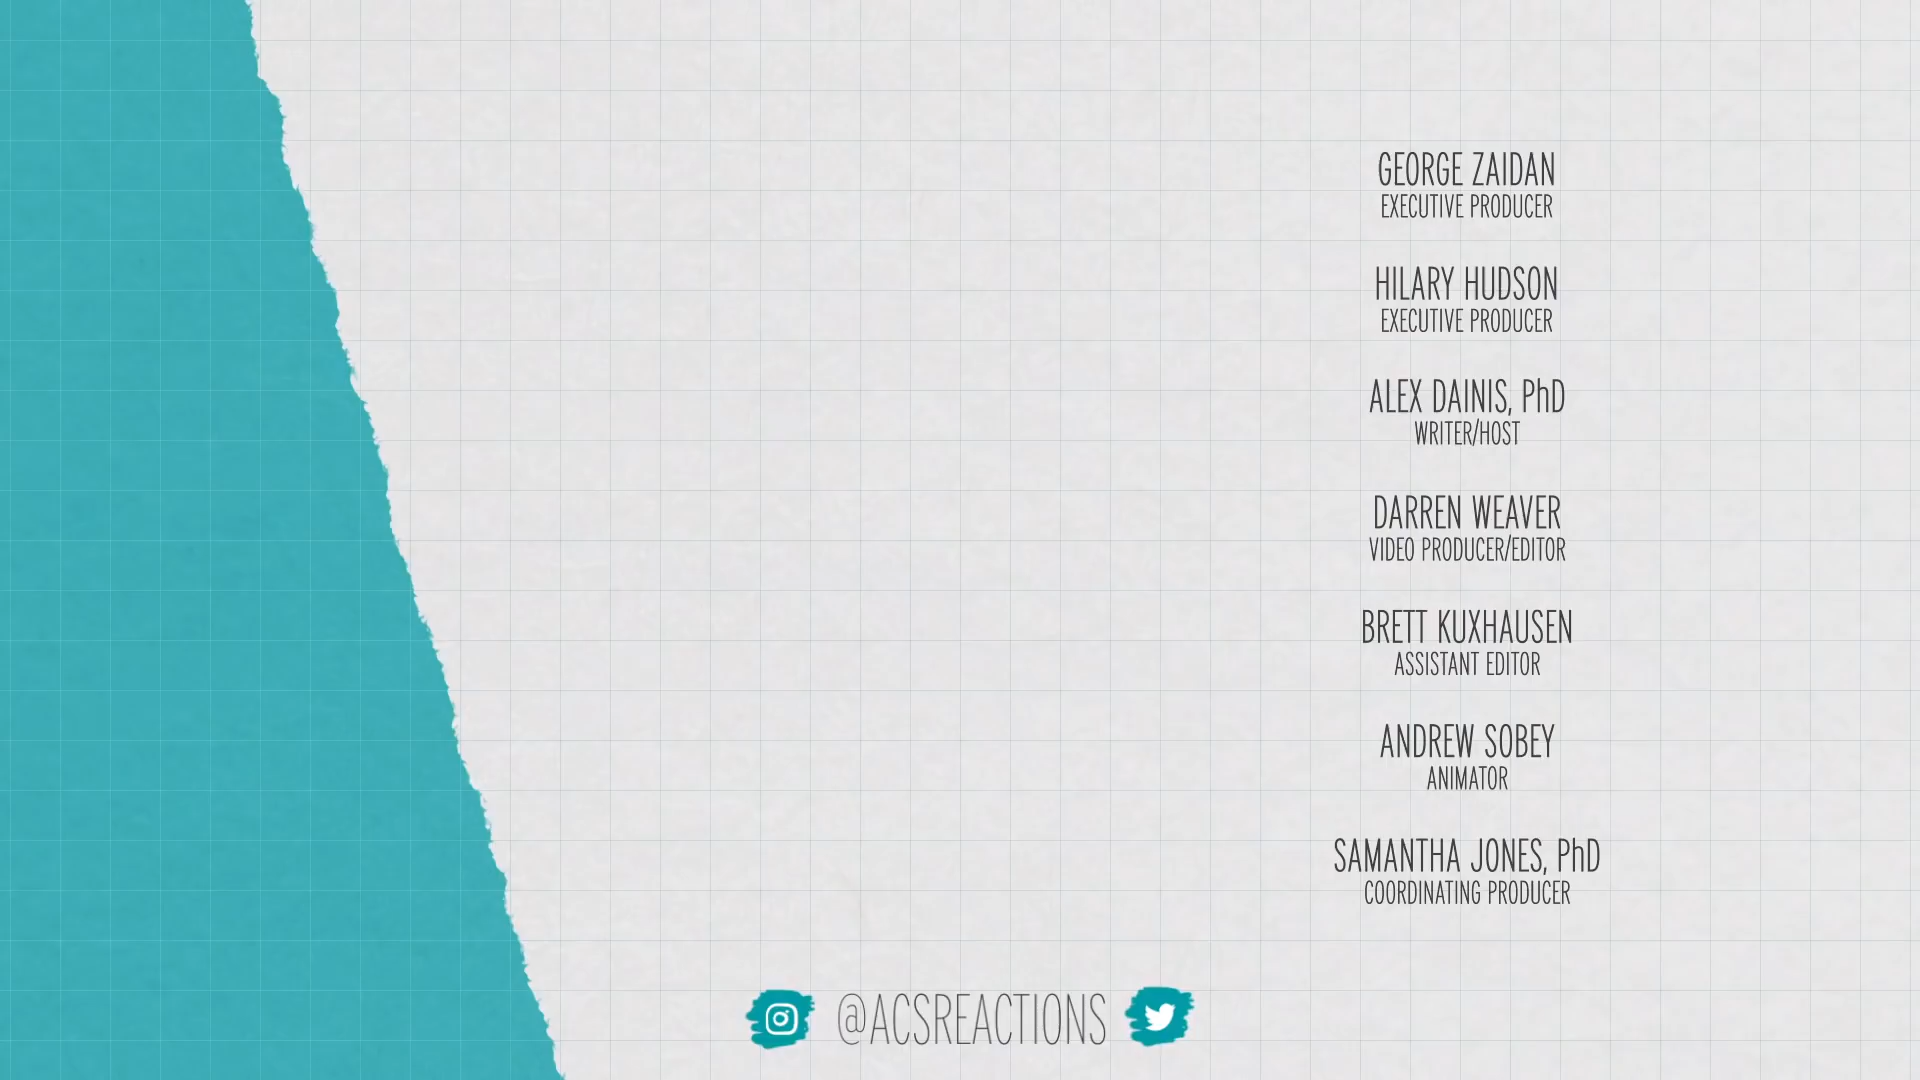 GEORGE ZAIDAN
EXECUTIVE PRODUCER
HILARY HUDSON
EXECUTIVE PRODUCER
ALEX DAINIS, PhD
WRITER/HOST
DARREN WEAVER
VIDEO PRODUCER/EDITOR
BRETT KUXHAUSEN
ASSISTANT EDITOR
ANDREW SOBEY
ANIMATOR
SAMANTHA JONES, PhD
COORDINATING PRODUCER
@ACSREACTIONS